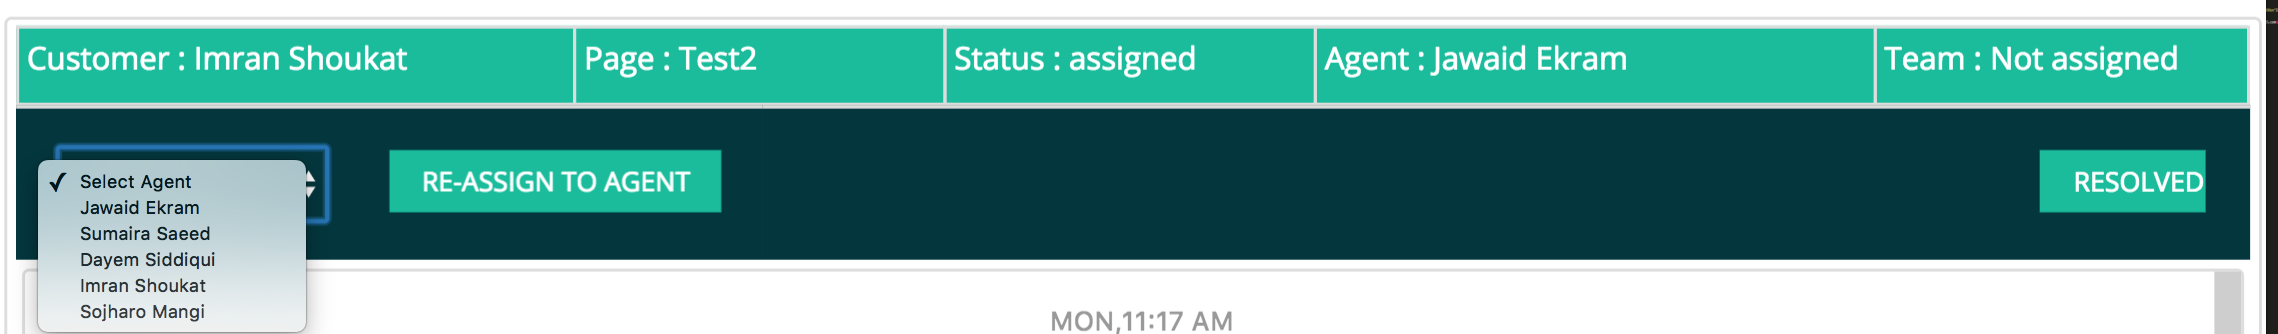 Customer : Imran Shoukat
Page : Test2
Status : assigned
Agent : Jawaid Ekram
Team : Not assigned
Select Agent
Jawaid Ekram
Sumaira Saeed
Dayem Siddiqui
Imran Shoukat
Sojharo Mangi
RE-ASSIGN TO AGENT
RESOLVED
MON,11:17 AM